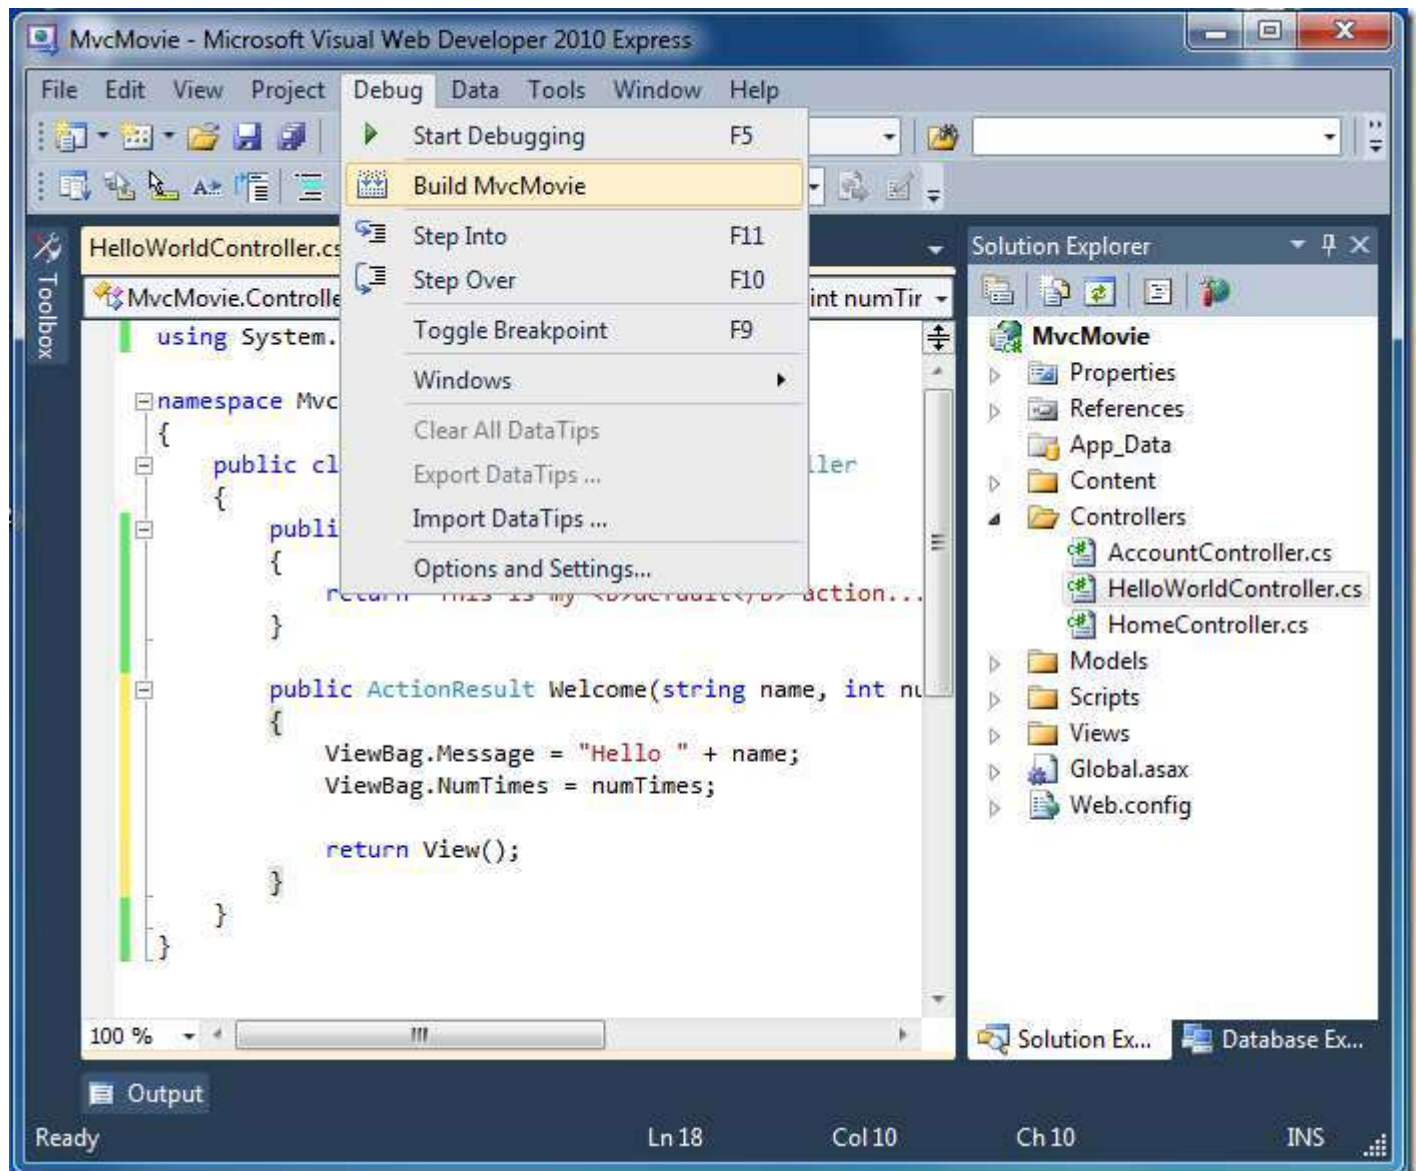 MvcMovie - Microsoft Visual Web Developer 2010 Express
File Edit View Project Debug Data Tools Window Help
Start Debugging F5
Build MvcMovie
Step Into F11
Step Over F10
Toggle Breakpoint F9
Windows
Clear All DataTips
Export DataTips ...
Import DataTips ...
Options and Settings...
Toolbox
HelloWorldController.cs
MvcMovie.Controlle int numTir
using System.
namespace Mvc
{
public cl ller
{
publi
{
return "This is my <b>default</b> action...
}
public ActionResult Welcome(string name, int nu
{
ViewBag.Message = "Hello " + name;
ViewBag.NumTimes = numTimes;
return View();
}
}
}
100 %
Solution Explorer
MvcMovie
Properties
References
App_Data
Content
Controllers
AccountController.cs
HelloWorldController.cs
HomeController.cs
Models
Scripts
Views
Global.asax
Web.config
Solution Ex... Database Ex...
Output
Ready Ln 18 Col 10 Ch 10 INS